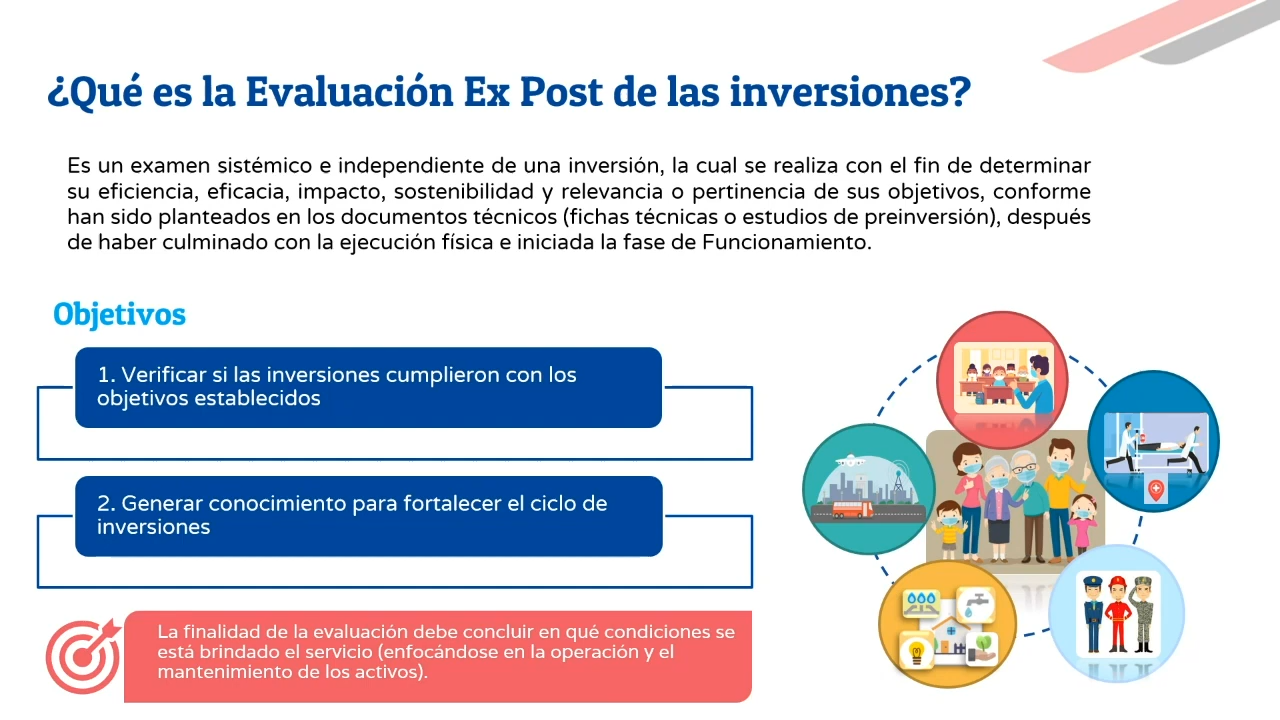 ¿Qué es la Evaluación Ex Post de las inversiones?
Es un examen sistémico e independiente de una inversión, la cual se realiza con el fin de determinar
su eficiencia, eficacia, impacto, sostenibilidad y relevancia o pertinencia de sus objetivos, conforme
han sido planteados en los documentos técnicos (fichas técnicas o estudios de preinversión), después
de haber culminado con la ejecución física e iniciada la fase de Funcionamiento.
Objetivos
1. Verificar si las inversiones cumplieron con los
objetivos establecidos
2. Generar conocimiento para fortalecer el ciclo de
inversiones
La finalidad de la evaluación debe concluir en qué condiciones se
está brindado el servicio (enfocándose en la operación y el
mantenimiento de los activos).